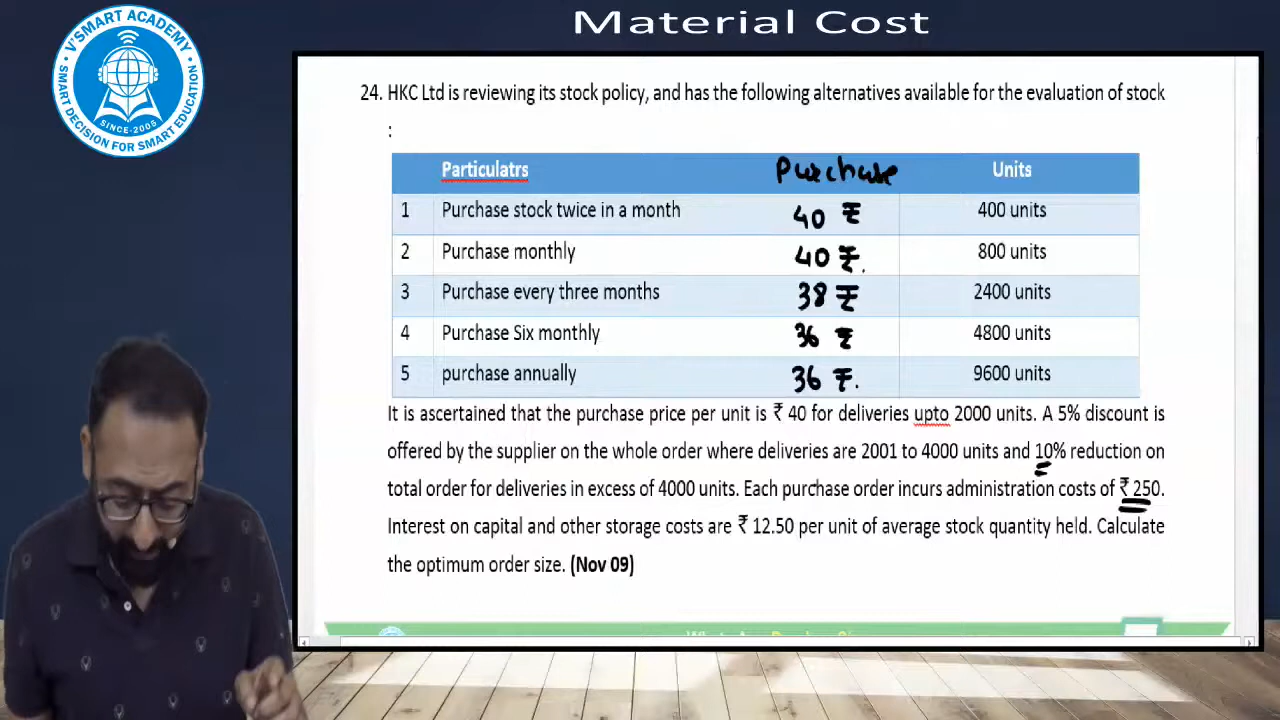 Material Cost
V'SMART ACADEMY
SINCE-2008
SMART DECISION FOR SMART EDUCATION
24. HKC Ltd is reviewing its stock policy, and has the following alternatives available for the evaluation of stock
:
Particulatrs Purchase Units
1 Purchase stock twice in a month 40 ₹ 400 units
2 Purchase monthly 40 ₹. 800 units
3 Purchase every three months 38 ₹ 2400 units
4 Purchase Six monthly 36 ₹ 4800 units
5 purchase annually 36 ₹. 9600 units
It is ascertained that the purchase price per unit is ₹ 40 for deliveries upto 2000 units. A 5% discount is
offered by the supplier on the whole order where deliveries are 2001 to 4000 units and 10% reduction on
total order for deliveries in excess of 4000 units. Each purchase order incurs administration costs of ₹ 250.
Interest on capital and other storage costs are ₹ 12.50 per unit of average stock quantity held. Calculate
the optimum order size. (Nov 09)